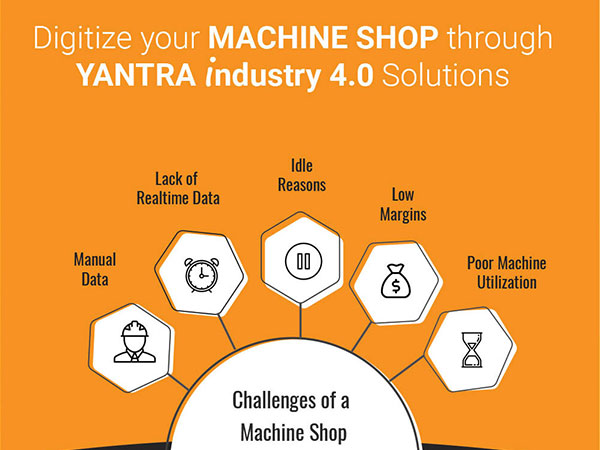 Digitize your MACHINE SHOP through
YANTRA industry 4.0 Solutions
Idle
Reasons
Lack of
Realtime Data
Low
Margins
Manual
Data
Poor Machine
Utilization
$
Challenges of a
Machine Shop